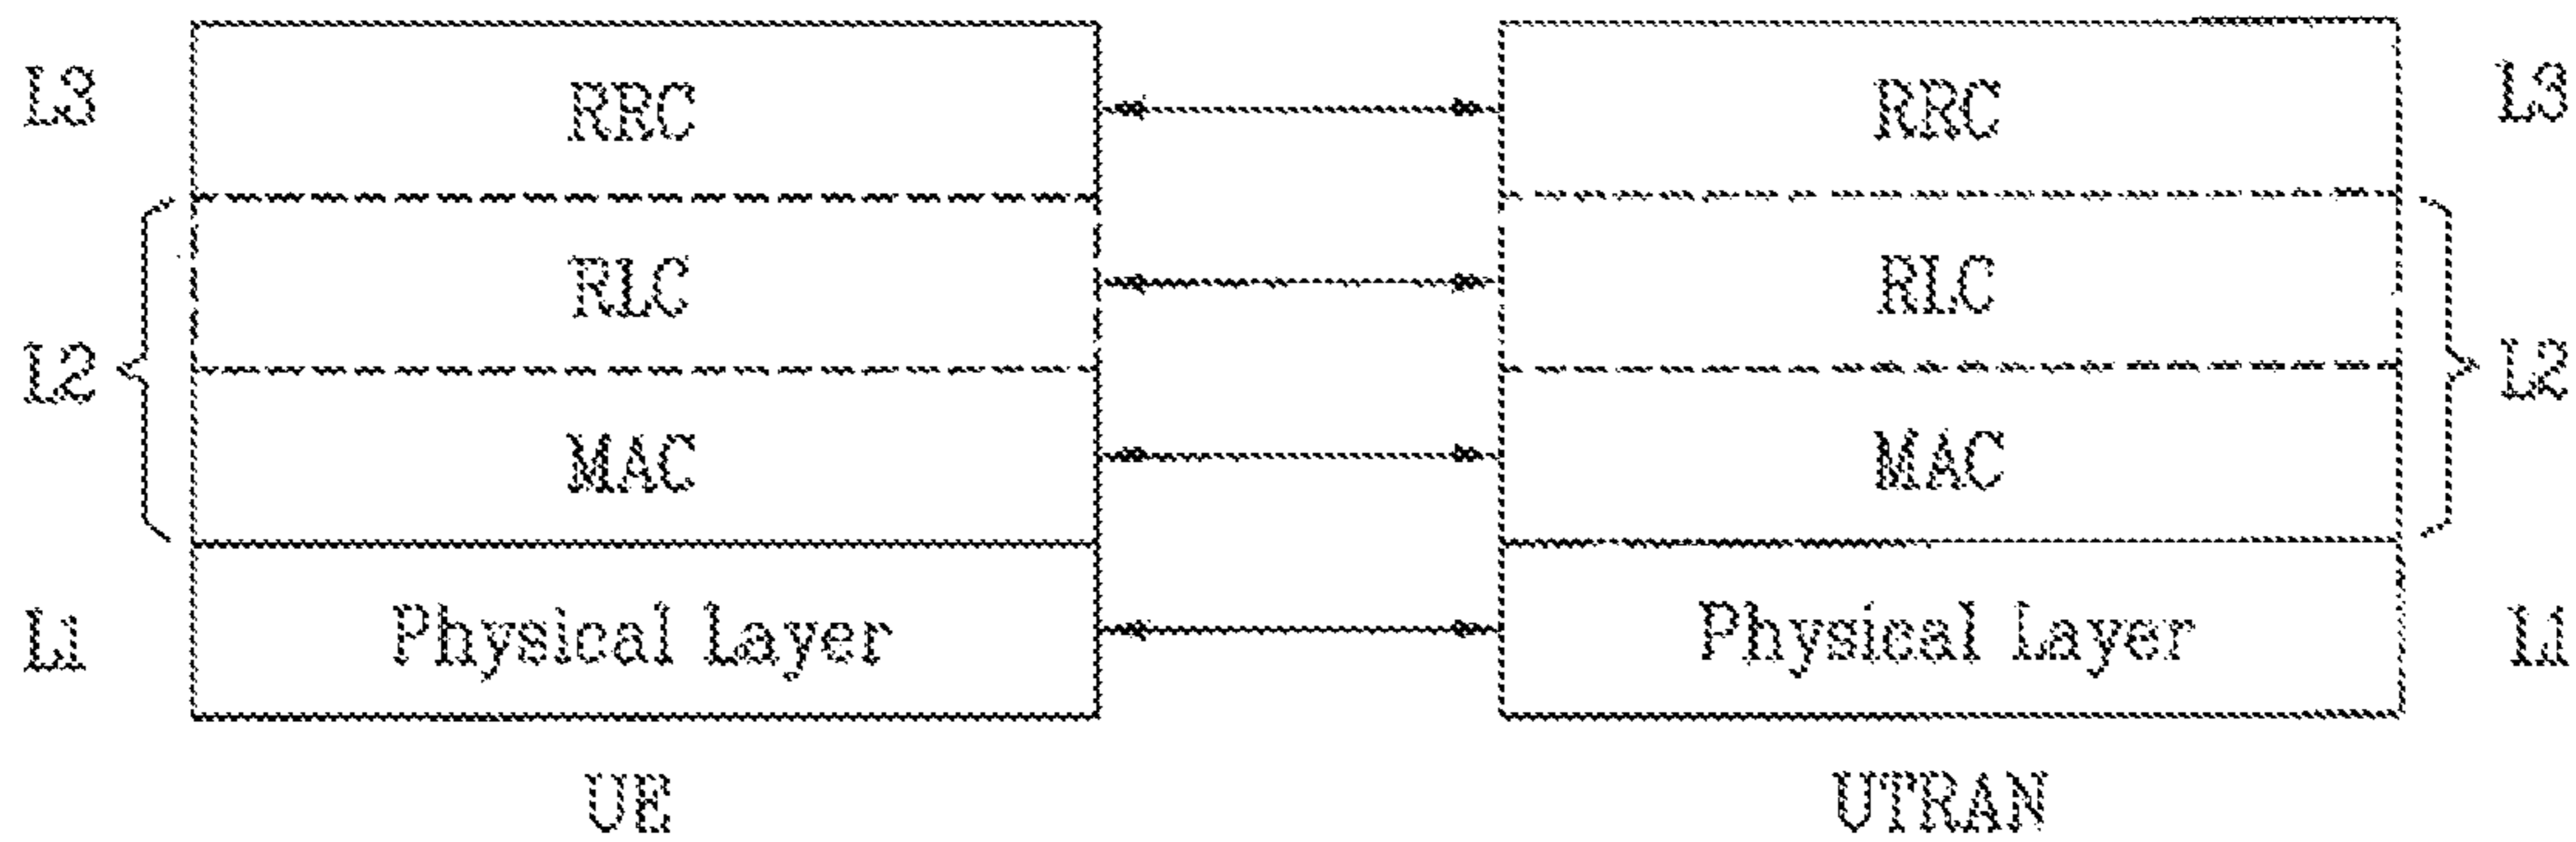 L3 RRC RRC L3
RLC RLC
L2 L2
MAC MAC
L1 Physical Layer Physical Layer L1
UE UTRAN